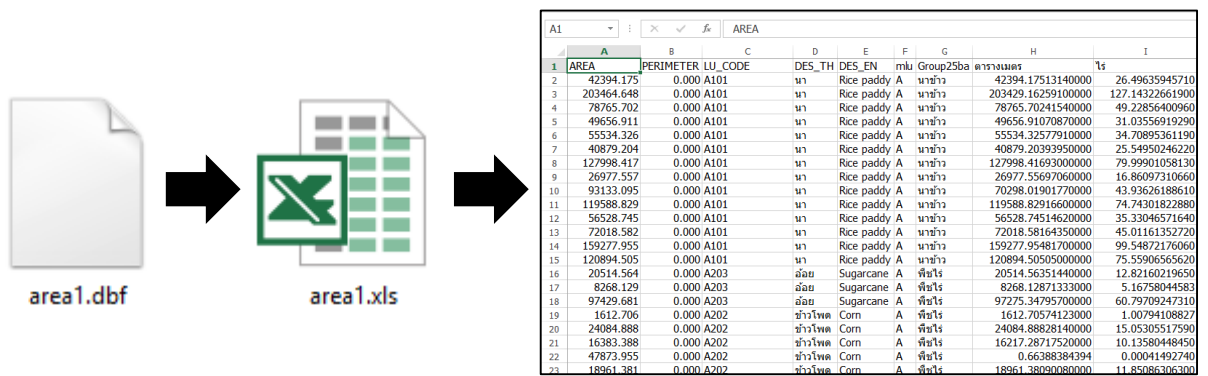 area1.dbf
area1.xls
A1 fx AREA
A B C D E F G H I
1 AREA PERIMETER LU_CODE DES_TH DES_EN mlu Group25ba ตารางเมตร ไร่
2 42394.175 0.000 A101 นา Rice paddy A นาข้าว 42394.17513140000 26.49635945710
3 203464.648 0.000 A101 นา Rice paddy A นาข้าว 203429.16259100000 127.14322661900
4 78765.702 0.000 A101 นา Rice paddy A นาข้าว 78765.70241540000 49.22856400960
5 49656.911 0.000 A101 นา Rice paddy A นาข้าว 49656.91070870000 31.03556919290
6 55534.326 0.000 A101 นา Rice paddy A นาข้าว 55534.32577910000 34.70895361190
7 40879.204 0.000 A101 นา Rice paddy A นาข้าว 40879.20393950000 25.54950246220
8 127998.417 0.000 A101 นา Rice paddy A นาข้าว 127998.41693000000 79.99901058130
9 26977.557 0.000 A101 นา Rice paddy A นาข้าว 26977.55697060000 16.86097310660
10 93133.095 0.000 A101 นา Rice paddy A นาข้าว 70298.01901770000 43.93626188610
11 119588.829 0.000 A101 นา Rice paddy A นาข้าว 119588.82916600000 74.74301822880
12 56528.745 0.000 A101 นา Rice paddy A นาข้าว 56528.74514620000 35.33046571640
13 72018.582 0.000 A101 นา Rice paddy A นาข้าว 72018.58164350000 45.01161352720
14 159277.955 0.000 A101 นา Rice paddy A นาข้าว 159277.95481700000 99.54872176060
15 120894.505 0.000 A101 นา Rice paddy A นาข้าว 120894.50505000000 75.55906565620
16 20514.564 0.000 A203 อ้อย Sugarcane A พืชไร่ 20514.56351440000 12.82160219650
17 8268.129 0.000 A203 อ้อย Sugarcane A พืชไร่ 8268.12871333000 5.16758044583
18 97429.681 0.000 A203 อ้อย Sugarcane A พืชไร่ 97275.34795700000 60.79709247310
19 1612.706 0.000 A202 ข้าวโพด Corn A พืชไร่ 1612.70574123000 1.00794108827
20 24084.888 0.000 A202 ข้าวโพด Corn A พืชไร่ 24084.88828140000 15.05305517590
21 16383.388 0.000 A202 ข้าวโพด Corn A พืชไร่ 16217.28717520000 10.13580448450
22 47873.955 0.000 A202 ข้าวโพด Corn A พืชไร่ 0.66388384394 0.00041492740
23 18961.381 0.000 A202 ข้าวโพด Corn A พืชไร่ 18961.38090080000 11.85086306300